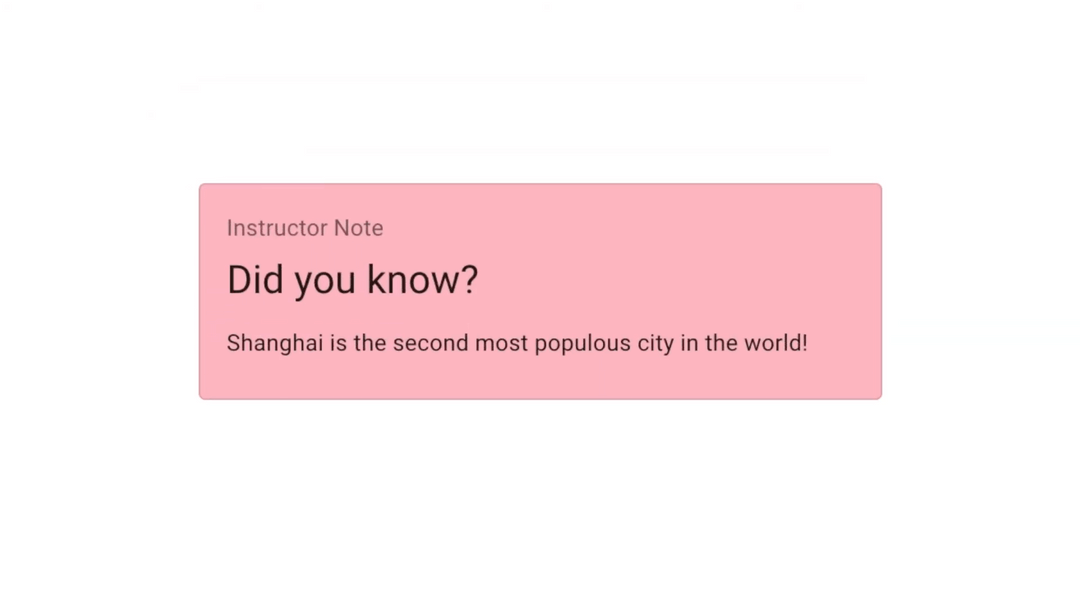 Instructor Note
Did you know?
Shanghai is the second most populous city in the world!